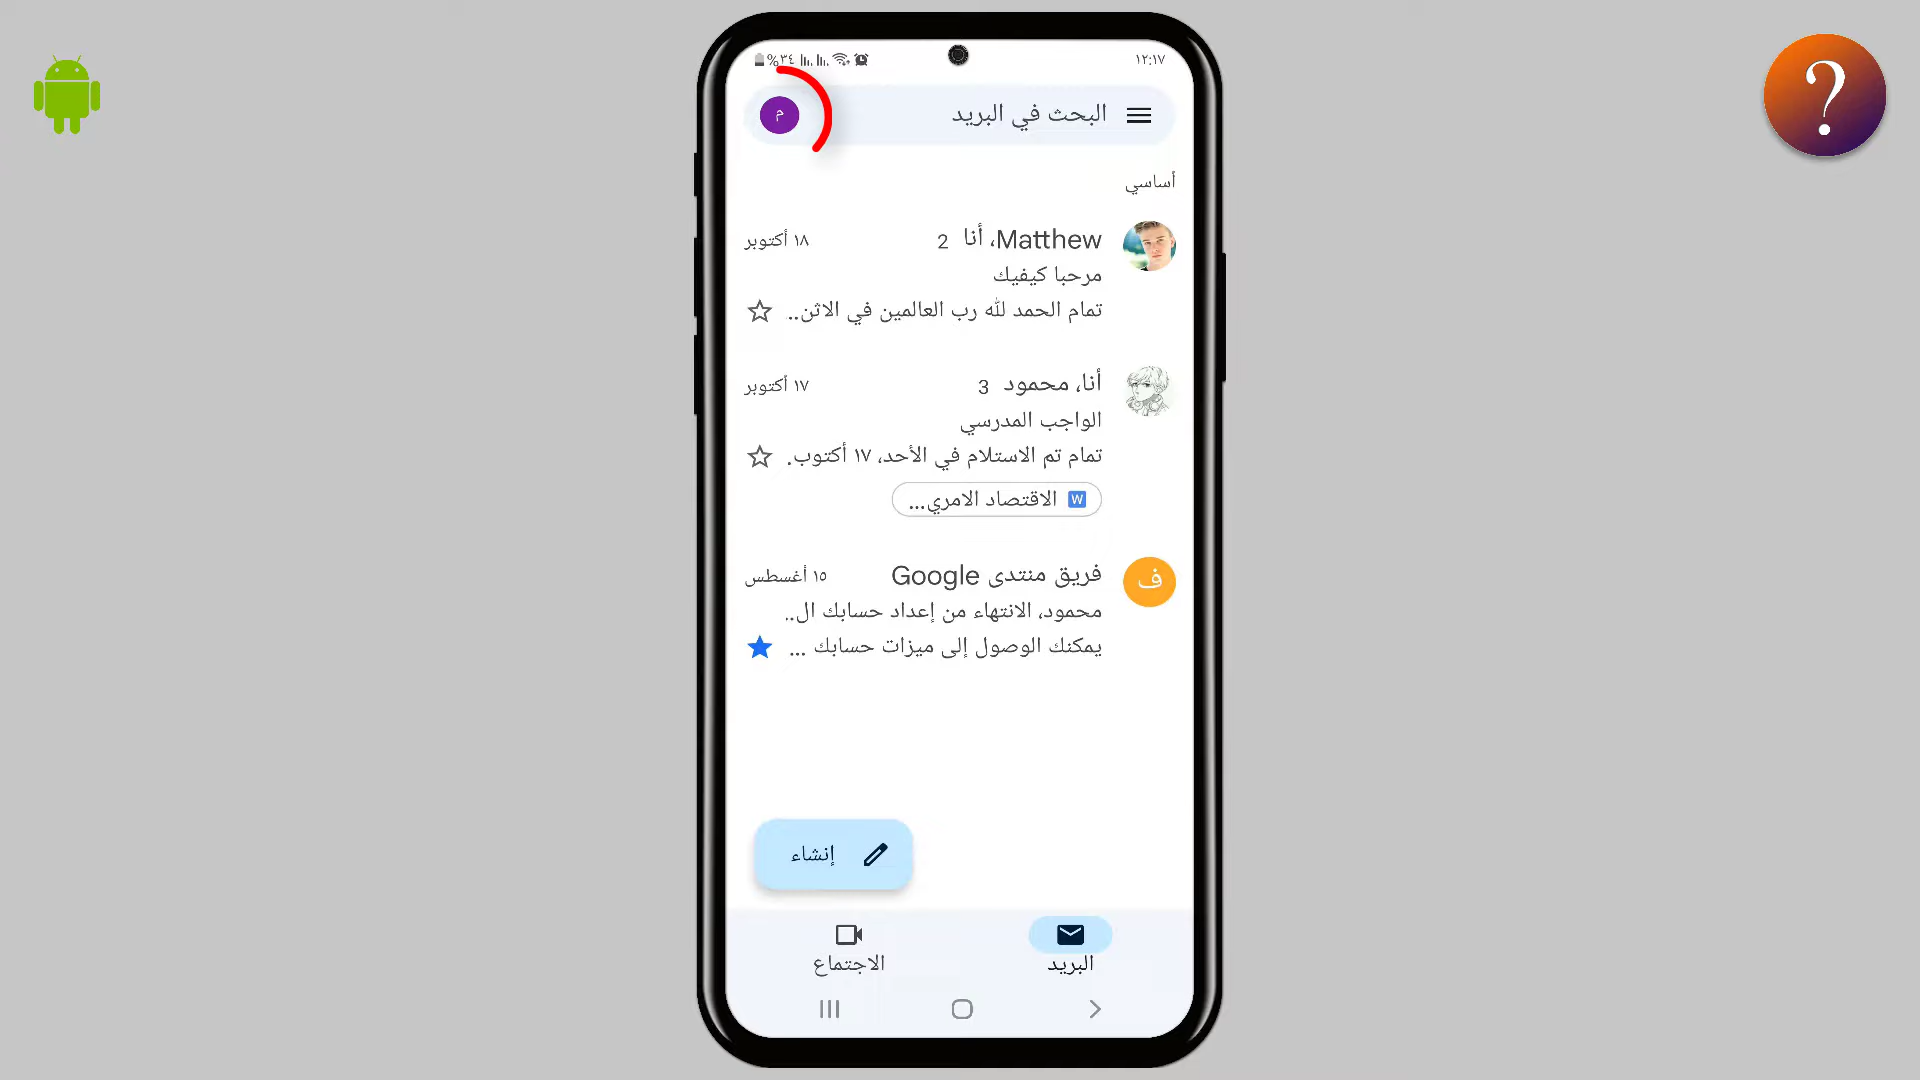 ١٢:١٧ %٣٤
البحث في البريد م
أساسي
Matthew، أنا 2 ١٨ أكتوبر
مرحبا كيفيك
تمام الحمد لله رب العالمين في الاثن..
أنا، محمود 3 ١٧ أكتوبر
الواجب المدرسي
تمام تم الاستلام في الأحد، ١٧ أكتوب.
W الاقتصاد الامري...
ف فريق منتدى Google ١٥ أغسطس
محمود، الانتهاء من إعداد حسابك ال..
يمكنك الوصول إلى ميزات حسابك ...
إنشاء
البريد الاجتماع
?